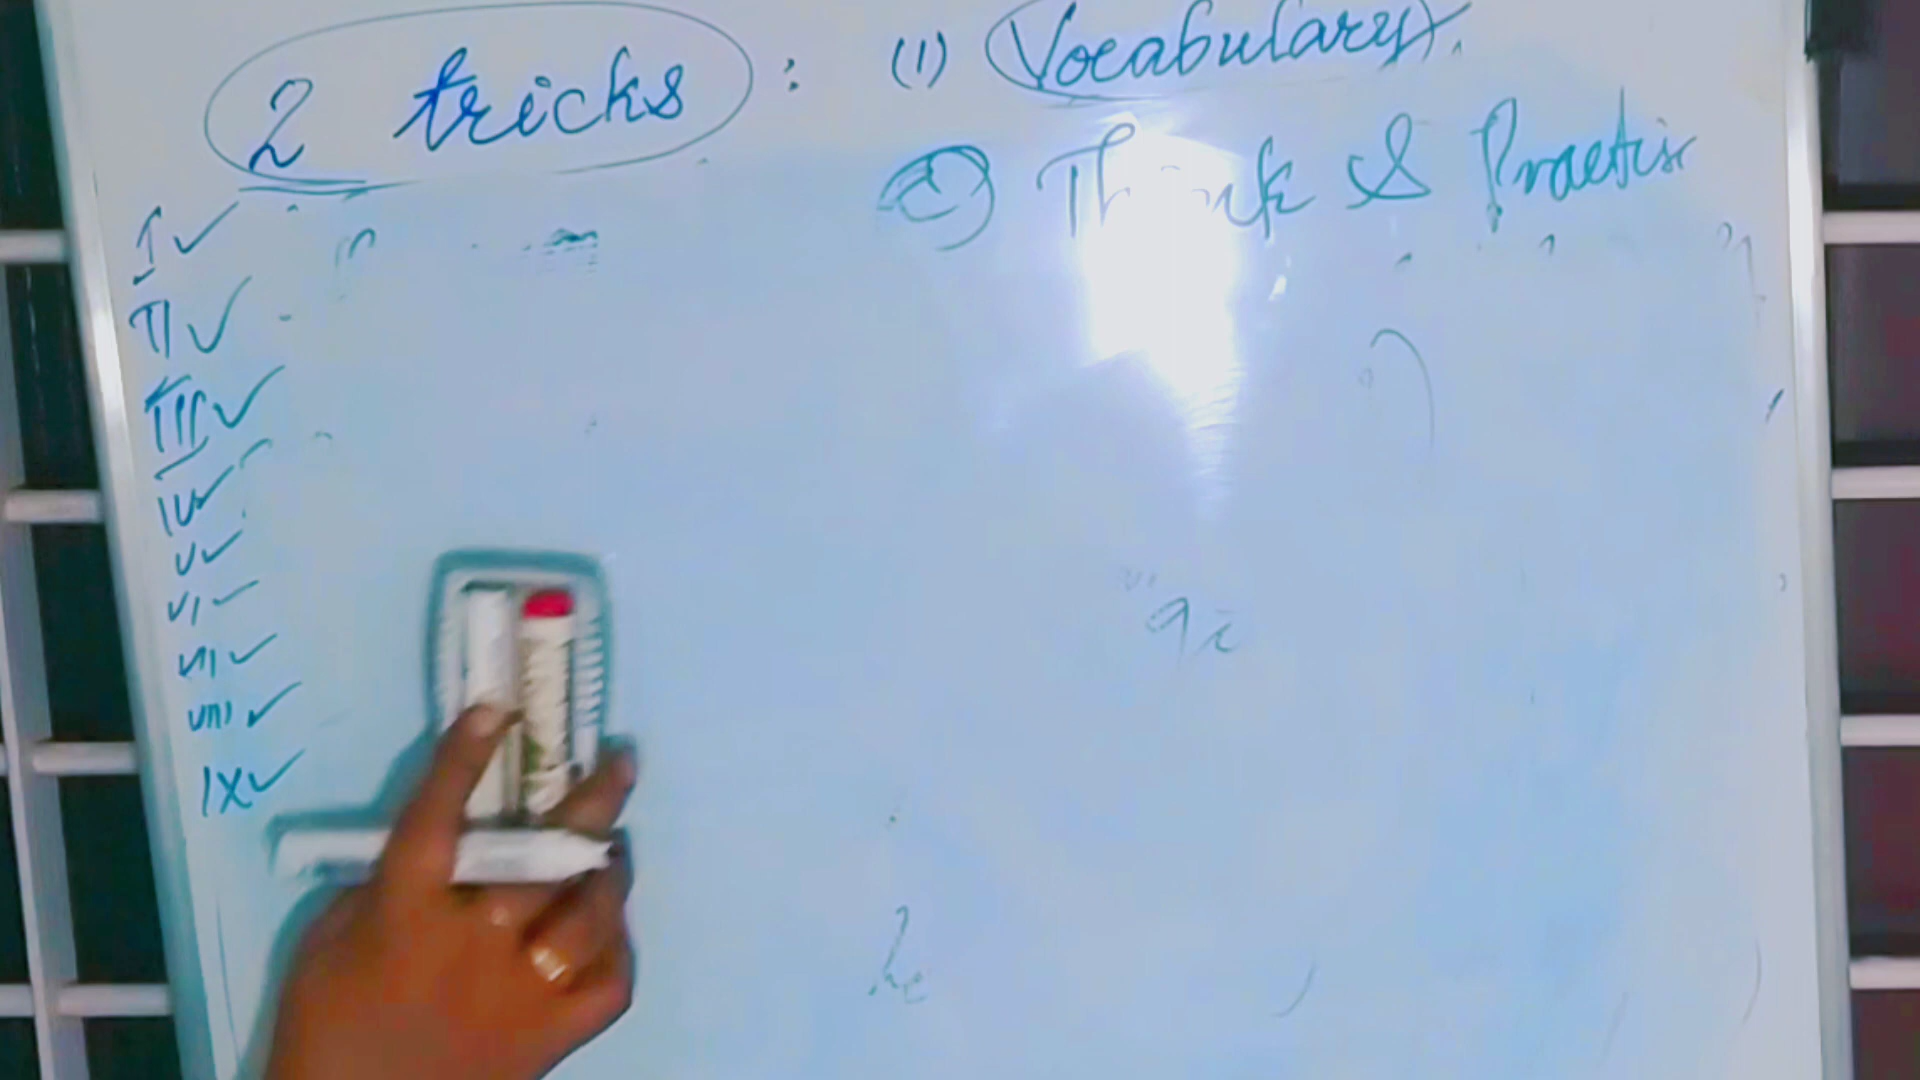 2 tricks : (1) Vocabulary.
(2) Think & Practise
I ✓
II ✓
III ✓
IV ✓
V ✓
VI ✓
VII ✓
VIII ✓
IX ✓